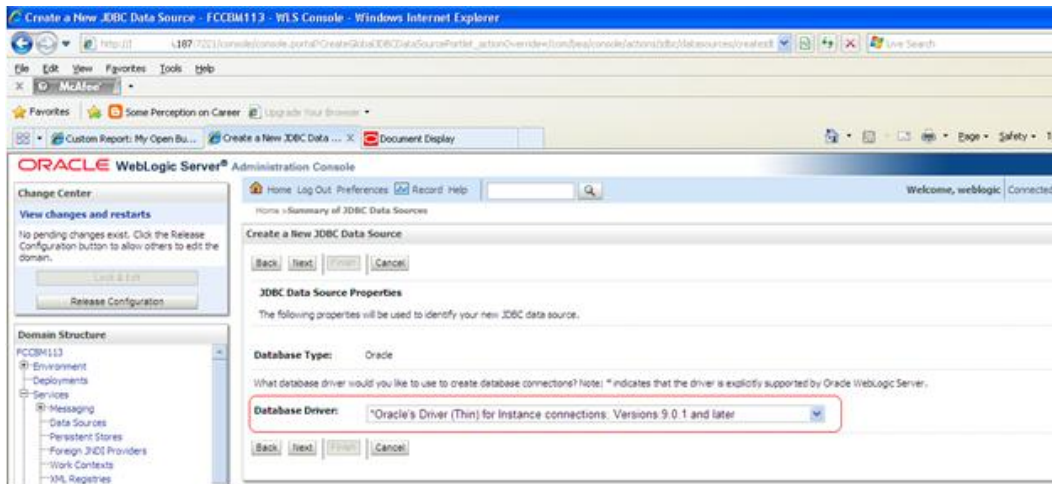 Create a New JDBC Data Source - FCCBM113 - WLS Console - Windows Internet Explorer
Live Search
File Edit View Favorites Tools Help
McAfee
Favorites Some Perception on Career Upgrade Your Browser
Custom Report: My Open Bu... Create a New JDBC Data ... X Document Display Page Safety
ORACLE WebLogic Server® Administration Console
Change Center
View changes and restarts
No pending changes exist. Click the Release
Configuration button to allow others to edit the
domain.
Lock & Edit
Release Configuration
Domain Structure
FCCBM113
Environment
Deployments
Services
Messaging
Data Sources
Persistent Stores
Foreign JNDI Providers
Work Contexts
XML Registries
Home Log Out Preferences Record Help
Welcome, weblogic Connected
Home >Summary of JDBC Data Sources
Create a New JDBC Data Source
Back Next Finish Cancel
JDBC Data Source Properties
The following properties will be used to identify your new JDBC data source.
Database Type: Oracle
What database driver would you like to use to create database connections? Note: * indicates that the driver is explicitly supported by Oracle WebLogic Server.
Database Driver: *Oracle's Driver (Thin) for Instance connections; Versions 9.0.1 and later
Back Next Finish Cancel